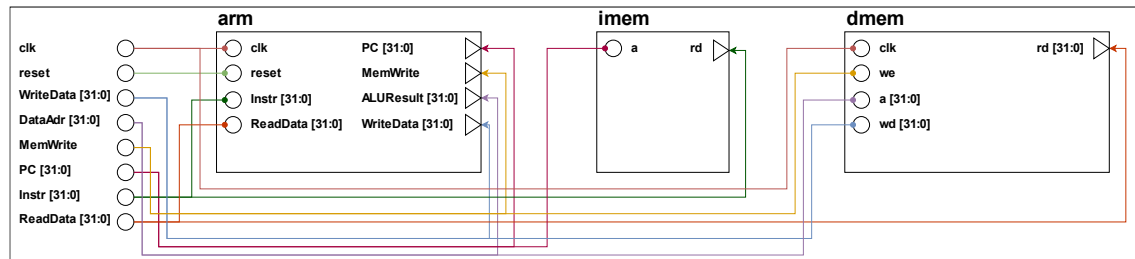 arm
imem
dmem
clk
reset
WriteData [31:0]
DataAdr [31:0]
MemWrite
PC [31:0]
Instr [31:0]
ReadData [31:0]
clk
reset
Instr [31:0]
ReadData [31:0]
PC [31:0]
MemWrite
ALUResult [31:0]
WriteData [31:0]
a
rd
clk
we
a [31:0]
wd [31:0]
rd [31:0]